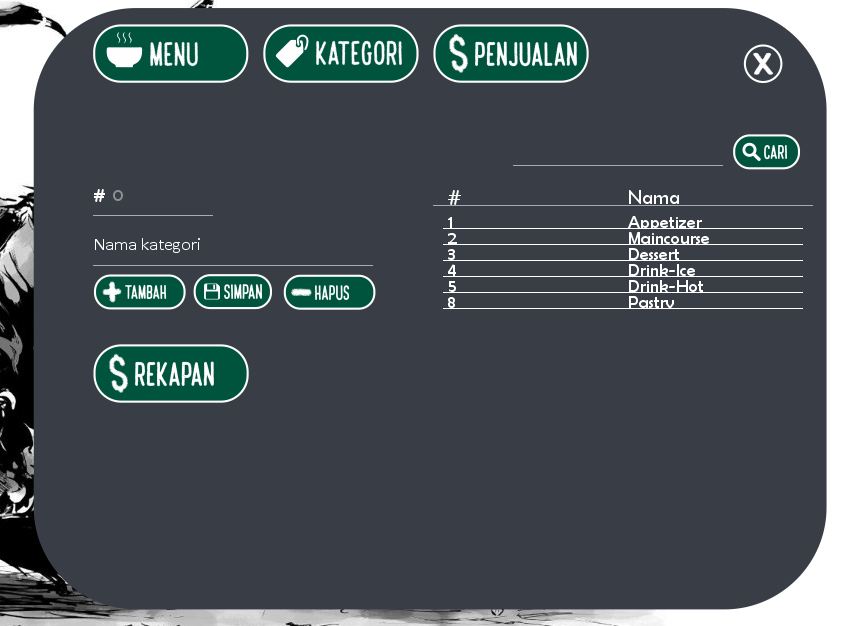 MENU
KATEGORI
$ PENJUALAN
X
CARI
# 0
Nama kategori
TAMBAH
SIMPAN
HAPUS
$ REKAPAN
# Nama
1 Appetizer
2 Maincourse
3 Dessert
4 Drink-Ice
5 Drink-Hot
8 Pastry